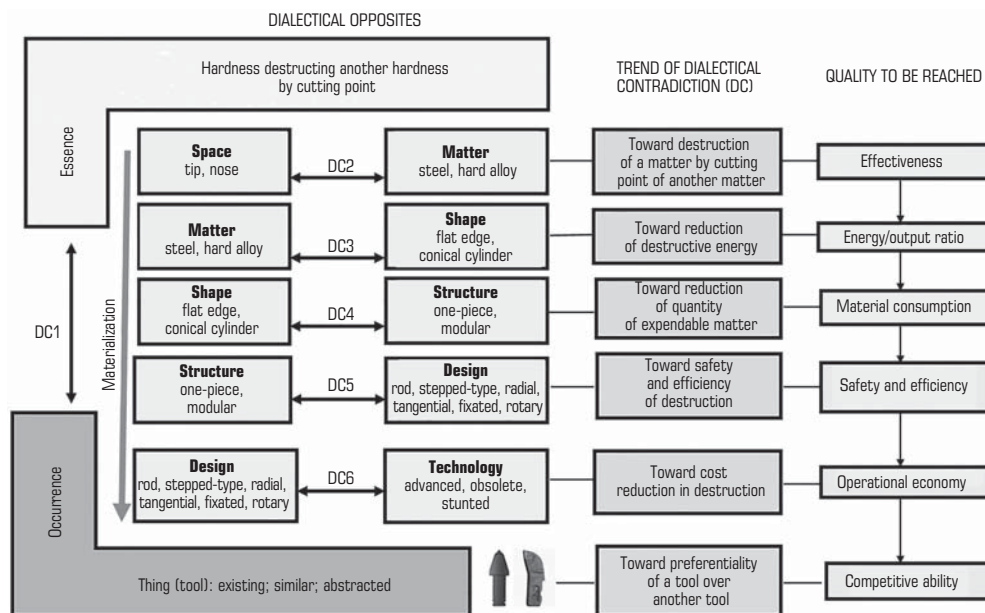 DIALECTICAL OPPOSITES
Hardness destructing another hardness
by cutting point
TREND OF DIALECTICAL
CONTRADICTION (DC)
QUALITY TO BE REACHED
Essence
Space
tip, nose
DC2
Matter
steel, hard alloy
Toward destruction
of a matter by cutting
point of another matter
Effectiveness
Matter
steel, hard alloy
DC3
Shape
flat edge,
conical cylinder
Toward reduction
of destructive energy
Energy/output ratio
DC1
Materialization
Shape
flat edge,
conical cylinder
DC4
Structure
one-piece,
modular
Toward reduction
of quantity
of expendable matter
Material consumption
Structure
one-piece,
modular
DC5
Design
rod, stepped-type, radial,
tangential, fixated, rotary
Toward safety
and efficiency
of destruction
Safety and efficiency
Occurrence
Design
rod, stepped-type, radial,
tangential, fixated, rotary
DC6
Technology
advanced, obsolete,
stunted
Toward cost
reduction in destruction
Operational economy
Thing (tool): existing; similar; abstracted
Toward preferentiality
of a tool over
another tool
Competitive ability